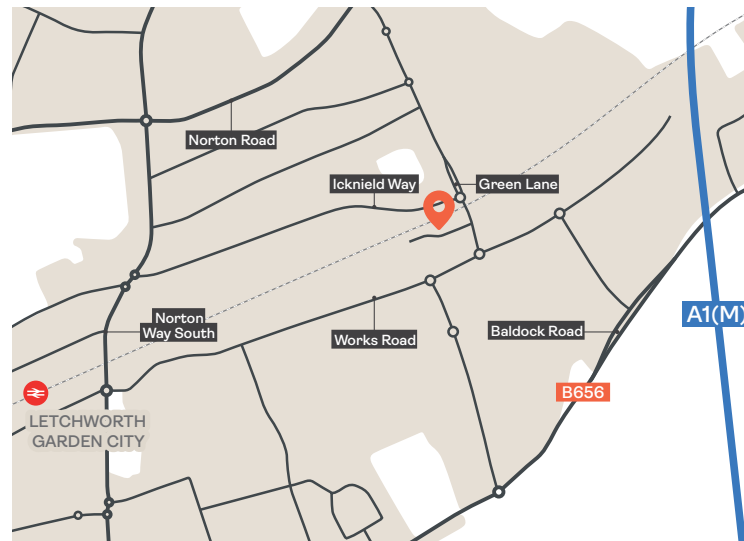 Norton Road
Icknield Way
Green Lane
Norton
Way South
Works Road
Baldock Road
A1(M)
B656
LETCHWORTH
GARDEN CITY